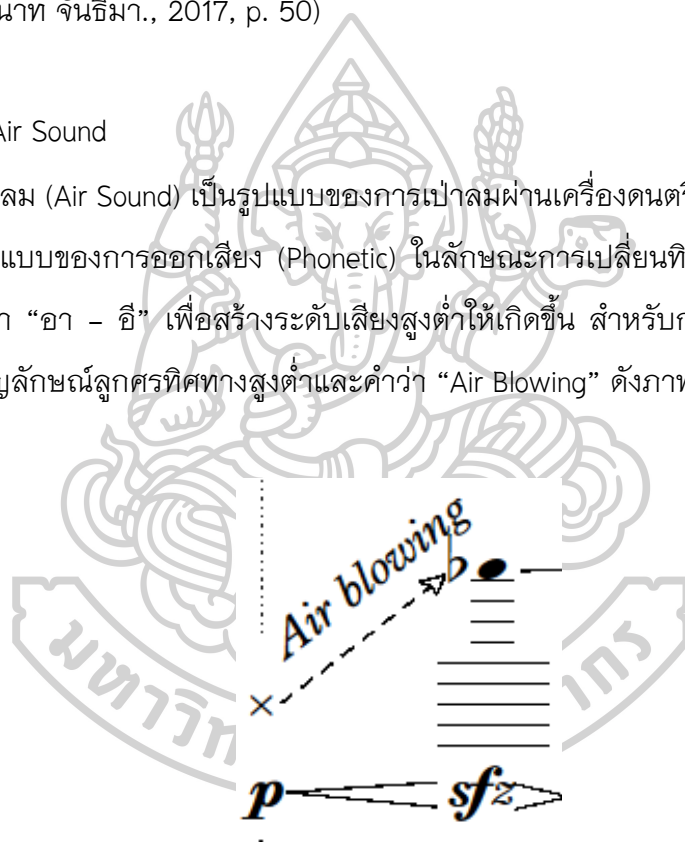 นาท จันธิมา., 2017, p. 50)
Air Sound
ลม (Air Sound) เป็นรูปแบบของการเป่าลมผ่านเครื่องดนตรี
แบบของการออกเสียง (Phonetic) ในลักษณะการเปลี่ยนทิ
า “อา – อี” เพื่อสร้างระดับเสียงสูงต่ำให้เกิดขึ้น สำหรับก
ญลักษณ์ลูกศรทิศทางสูงต่ำและคำว่า “Air Blowing” ดังภาพ
Air blowing
p sfz